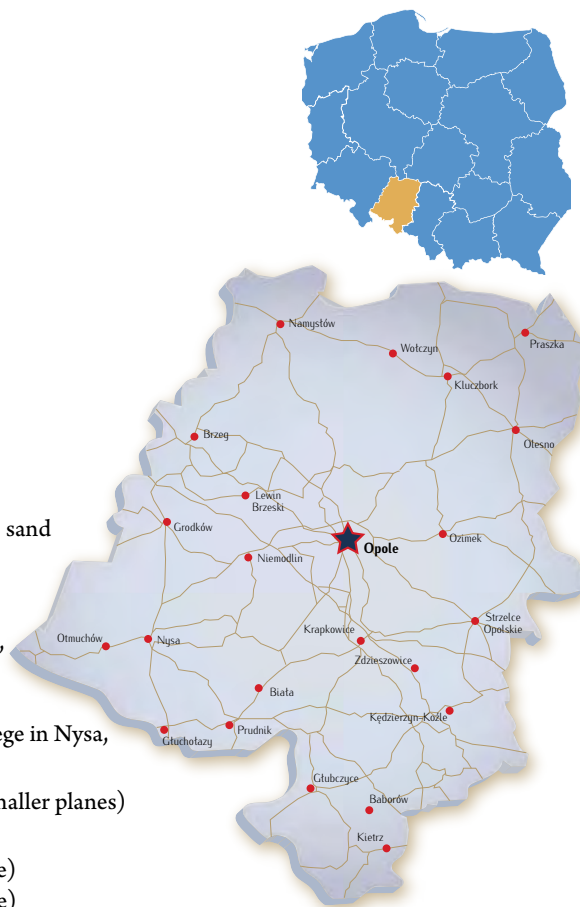 Namysłów
Praszka
Wołczyn
Kluczbork
Olesno
Brzeg
Lewin
Brzeski
sand
Grodków
Ozimek
Opole
Niemodlin
Strzelce
Opolskie
Krapkowice
Otmuchów
Nysa
,
Zdzieszowice
Biała
Kędzierzyn-Koźle
Prudnik
ege in Nysa,
Głuchołazy
Głubczyce
maller planes)
Baborów
Kietrz
e)
e)